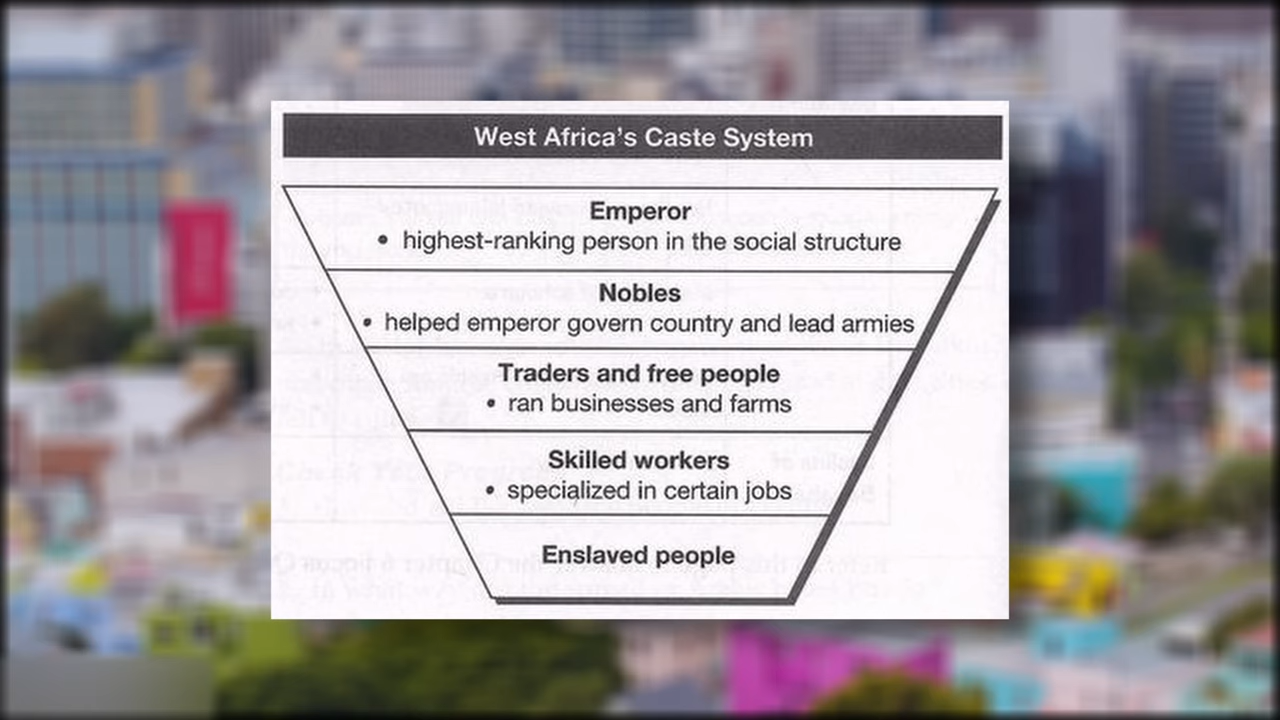 West Africa's Caste System
Emperor
• highest-ranking person in the social structure
Nobles
• helped emperor govern country and lead armies
Traders and free people
• ran businesses and farms
Skilled workers
• specialized in certain jobs
Enslaved people